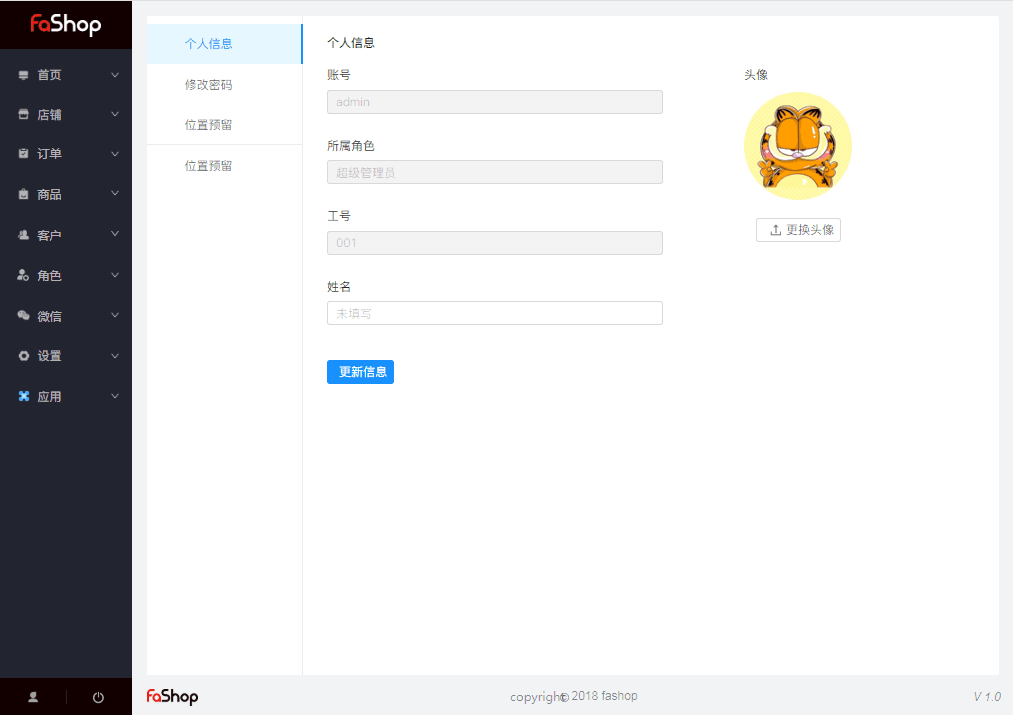 faShop
首页
店铺
订单
商品
客户
角色
微信
设置
应用
个人信息
修改密码
位置预留
位置预留
个人信息
账号
admin
所属角色
超级管理员
工号
001
姓名
未填写
更新信息
头像
更换头像
faShop
copyright© 2018 fashop
V 1.0